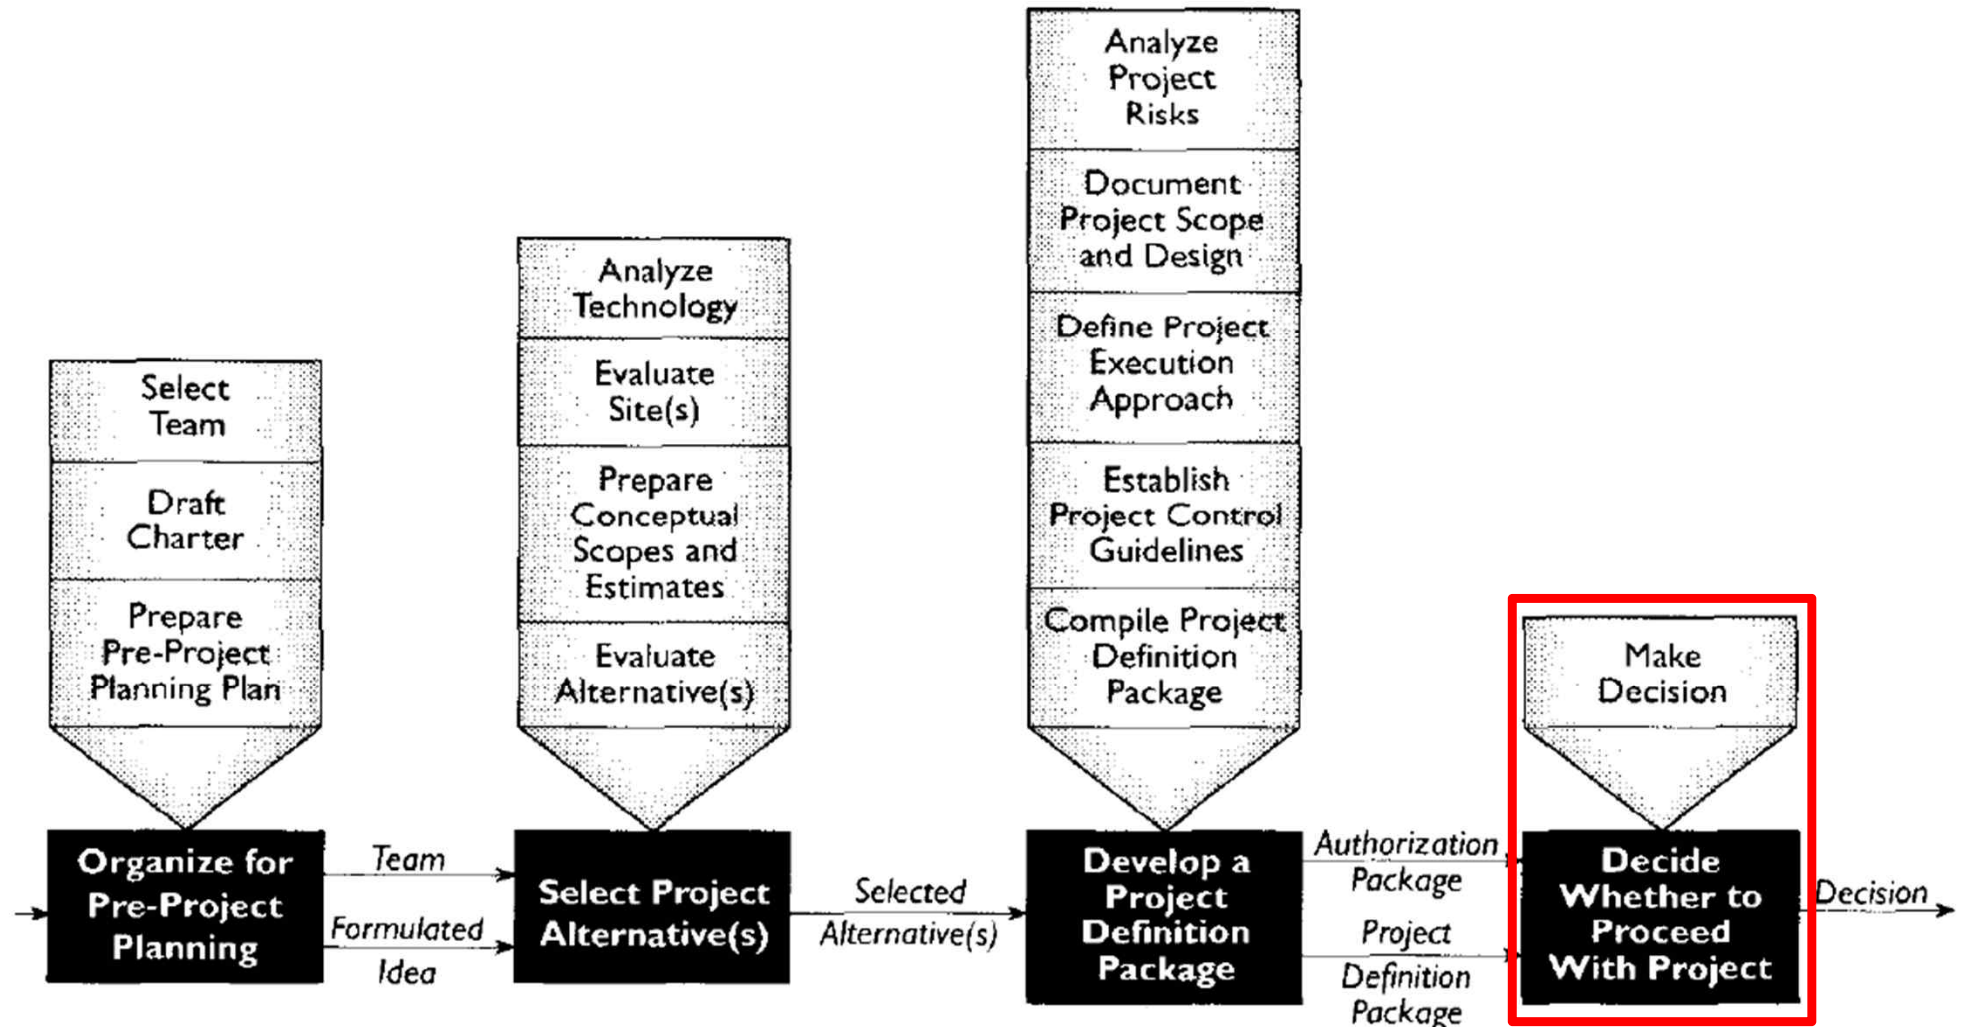 Select
Team
Draft
Charter
Prepare
Pre-Project
Planning Plan
Organize for
Pre-Project
Planning
Team
Formulated
Idea
Analyze
Technology
Evaluate
Site(s)
Prepare
Conceptual
Scopes and
Estimates
Evaluate
Alternative(s)
Select Project
Alternative(s)
Selected
Alternative(s)
Analyze
Project
Risks
Document
Project Scope
and Design
Define Project
Execution
Approach
Establish
Project Control
Guidelines
Compile Project
Definition
Package
Develop a
Project
Definition
Package
Authorization
Package
Project
Definition
Package
Make
Decision
Decide
Whether to
Proceed
With Project
Decision